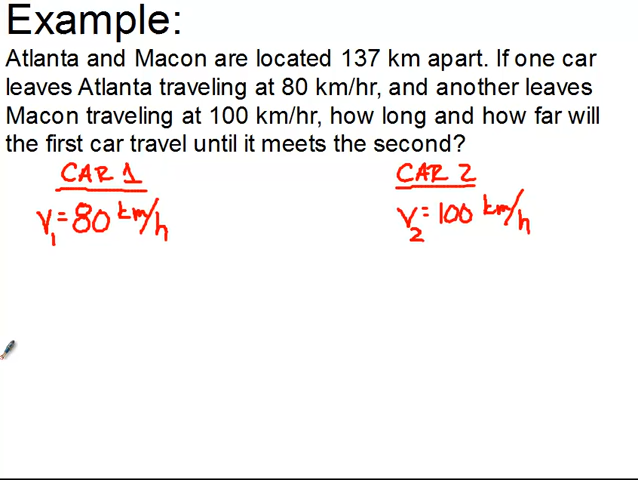 Example:
Atlanta and Macon are located 137 km apart. If one car
leaves Atlanta traveling at 80 km/hr, and another leaves
Macon traveling at 100 km/hr, how long and how far will
the first car travel until it meets the second?
CAR 1
CAR 2
V₁ = 80 km/h
V₂ = 100 km/h